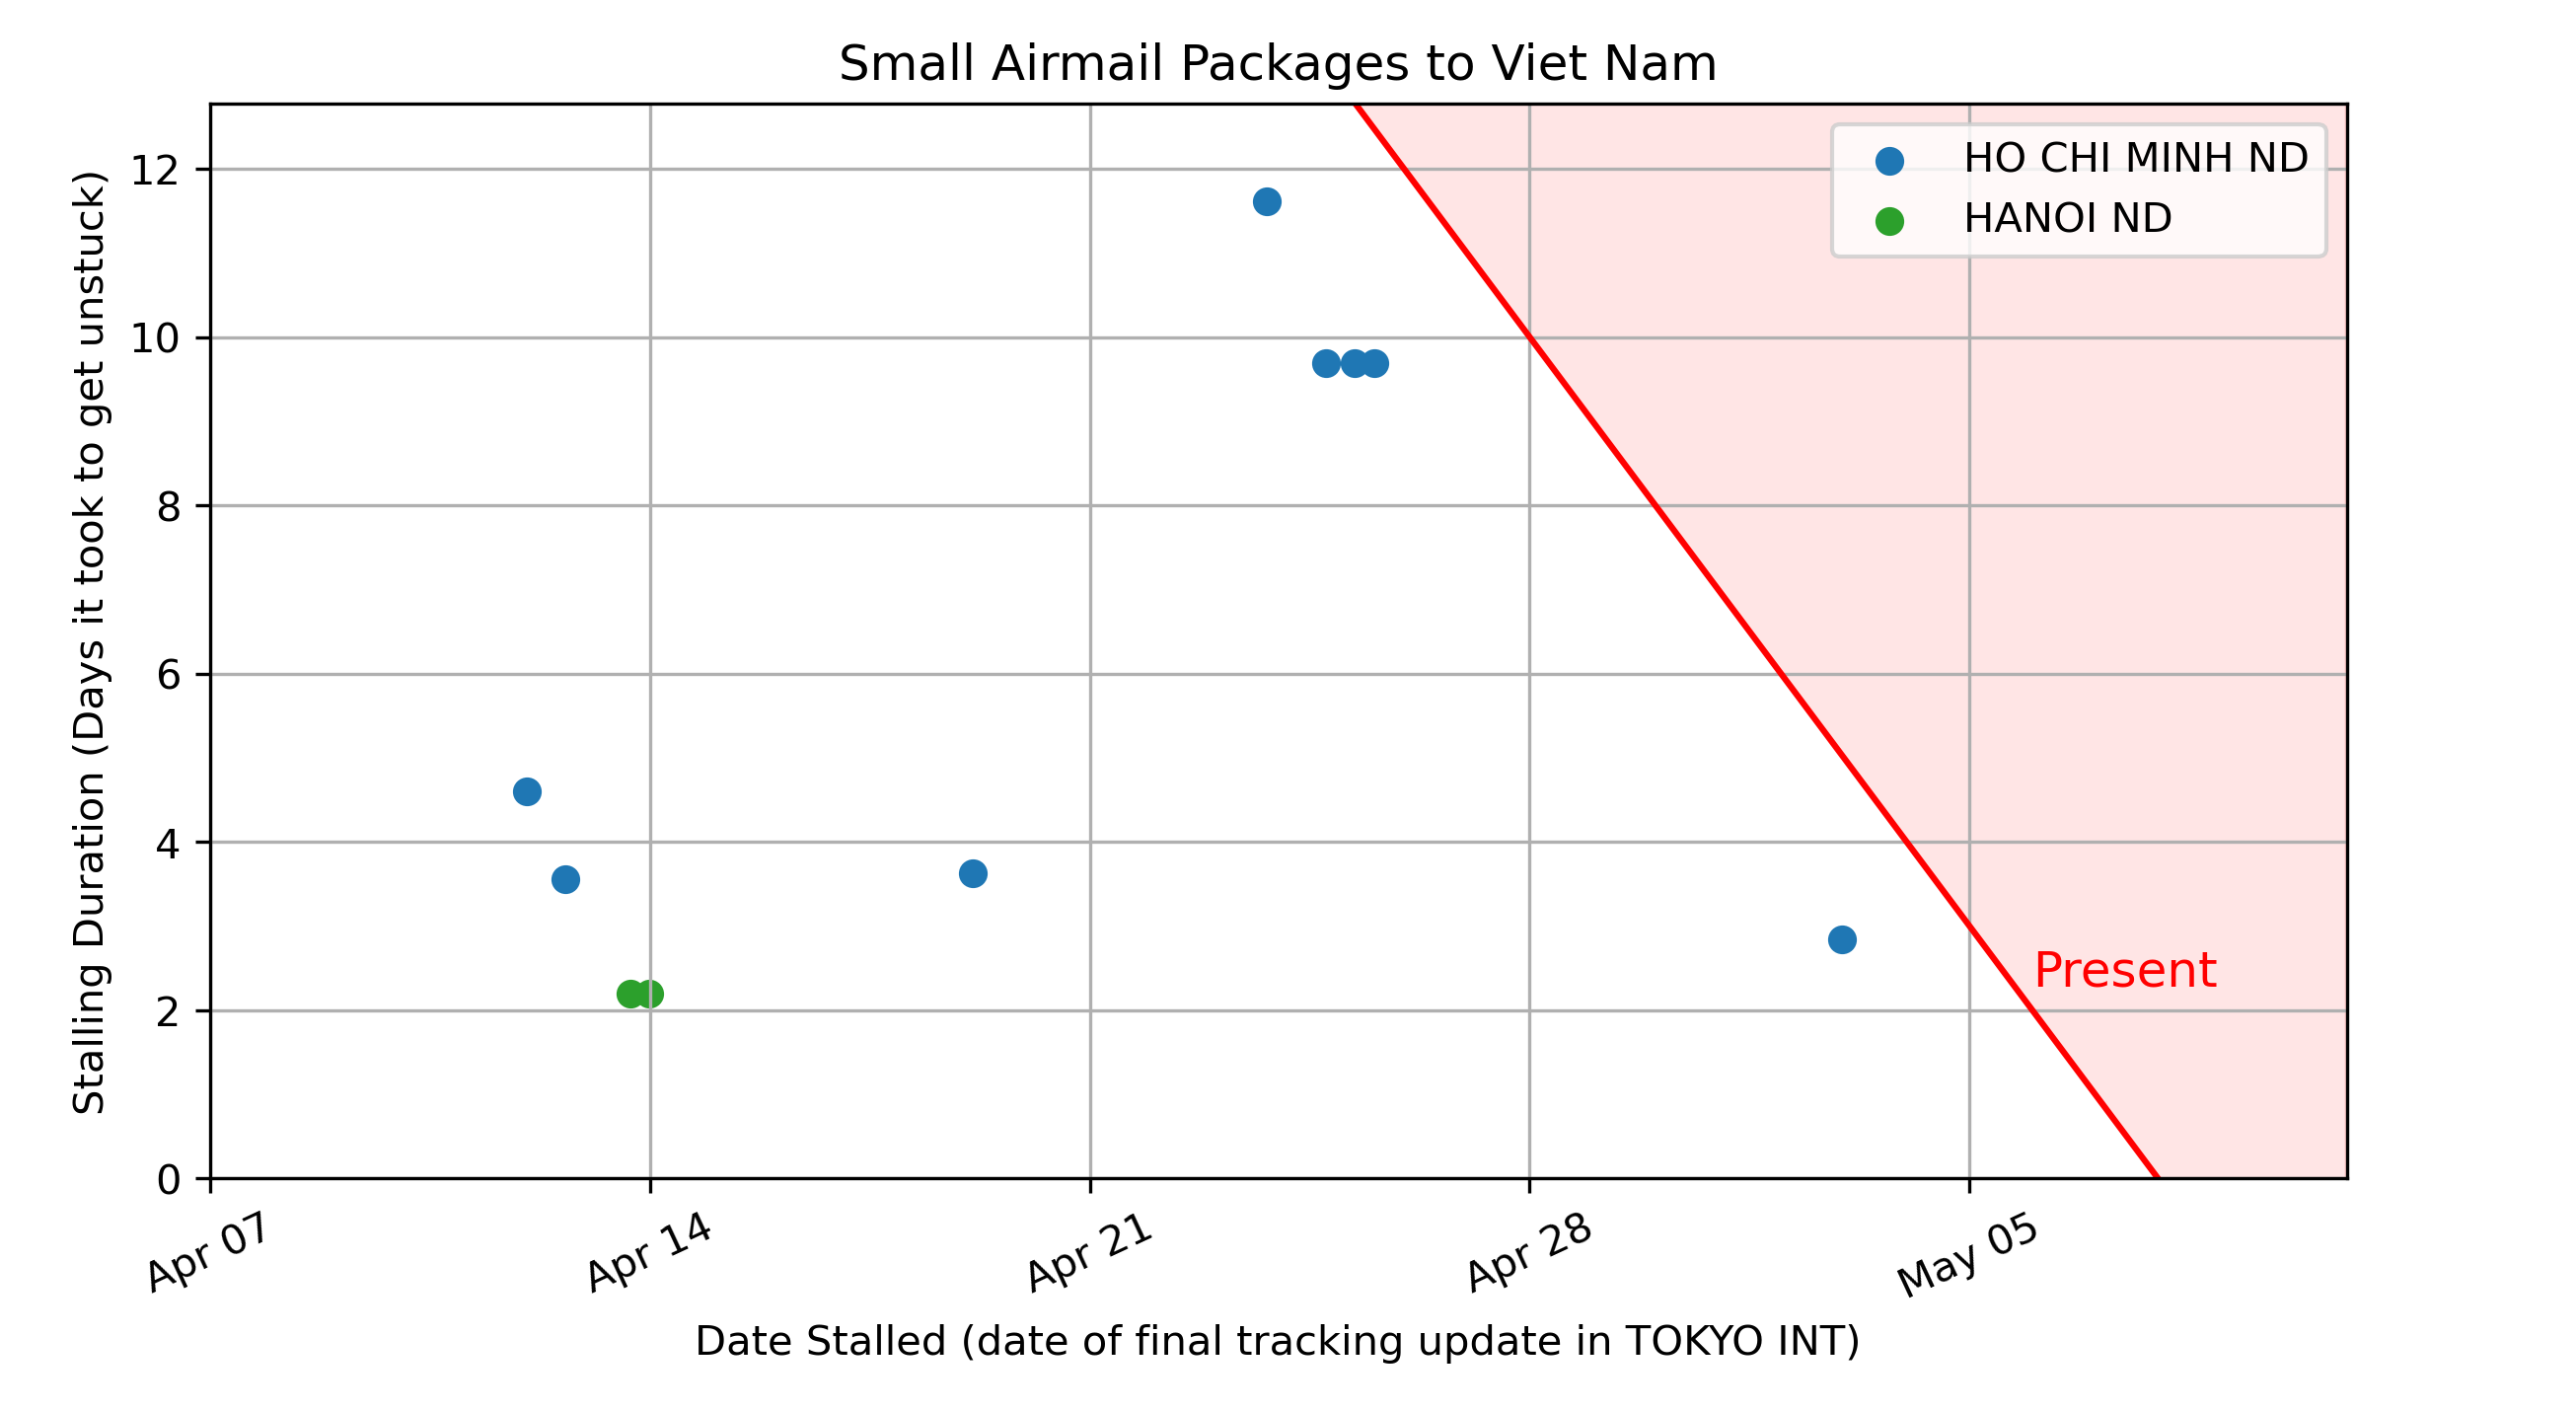 Small Airmail Packages to Viet Nam
HO CHI MINH ND
HANOI ND
Present
Stalling Duration (Days it took to get unstuck)
12
10
8
6
4
2
0
Apr 07
Apr 14
Apr 21
Apr 28
May 05
Date Stalled (date of final tracking update in TOKYO INT)